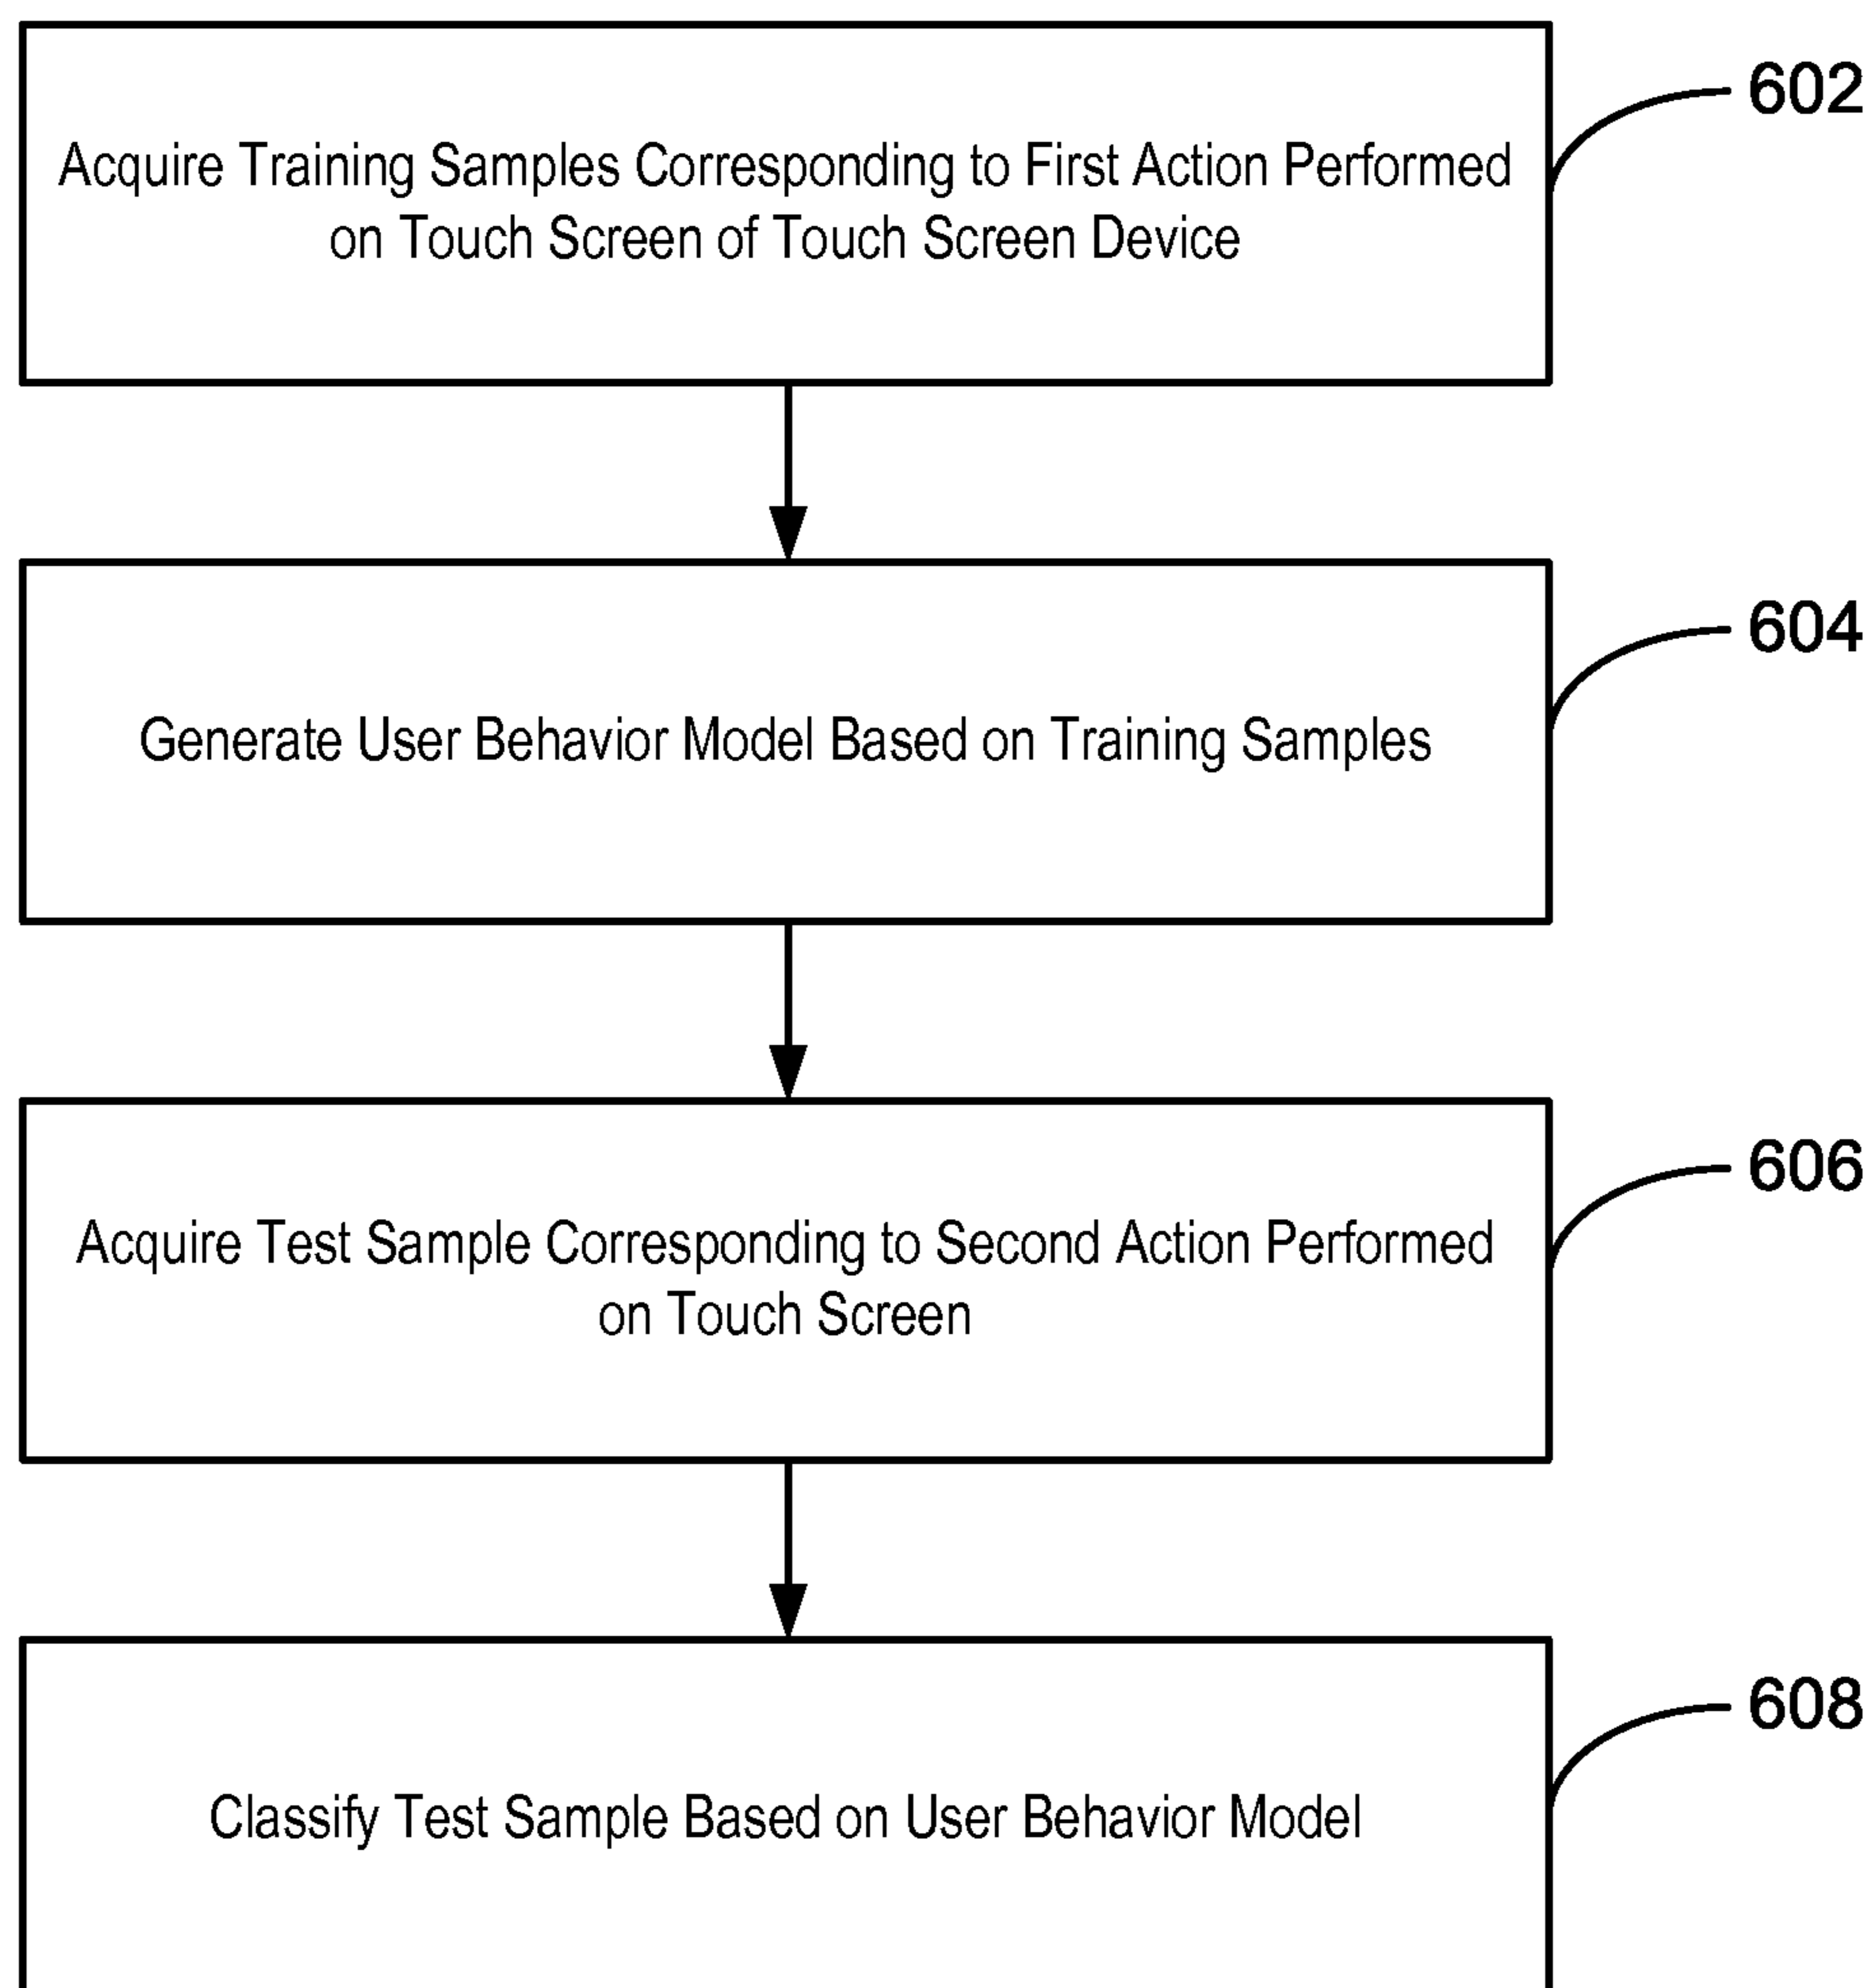 602
Acquire Training Samples Corresponding to First Action Performed
on Touch Screen of Touch Screen Device
604
Generate User Behavior Model Based on Training Samples
606
Acquire Test Sample Corresponding to Second Action Performed
on Touch Screen
608
Classify Test Sample Based on User Behavior Model